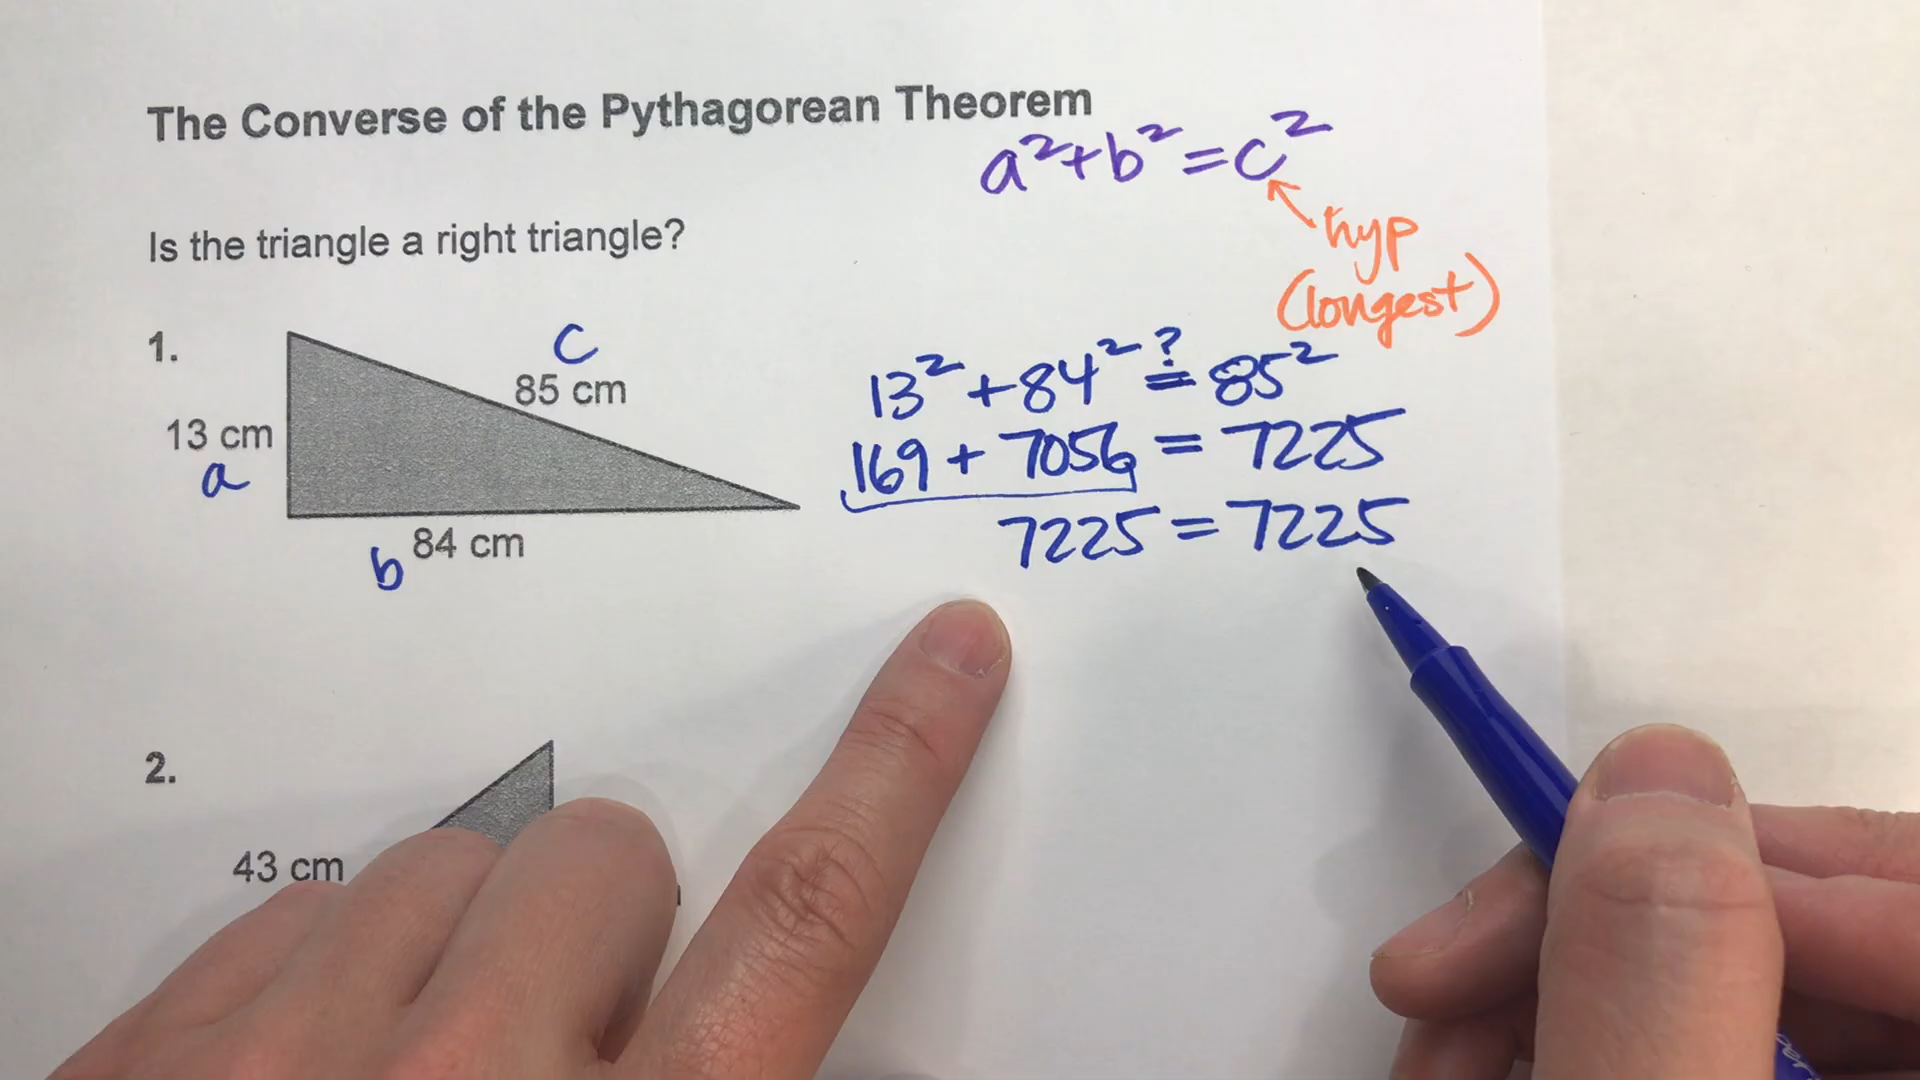 The Converse of the Pythagorean Theorem
a²+b²=c²
hyp
(longest)
Is the triangle a right triangle?
1.
c
85 cm
13 cm
a
84 cm
b
13²+84² ≟ 85²
169+7056=7225
7225=7225
2.
43 cm